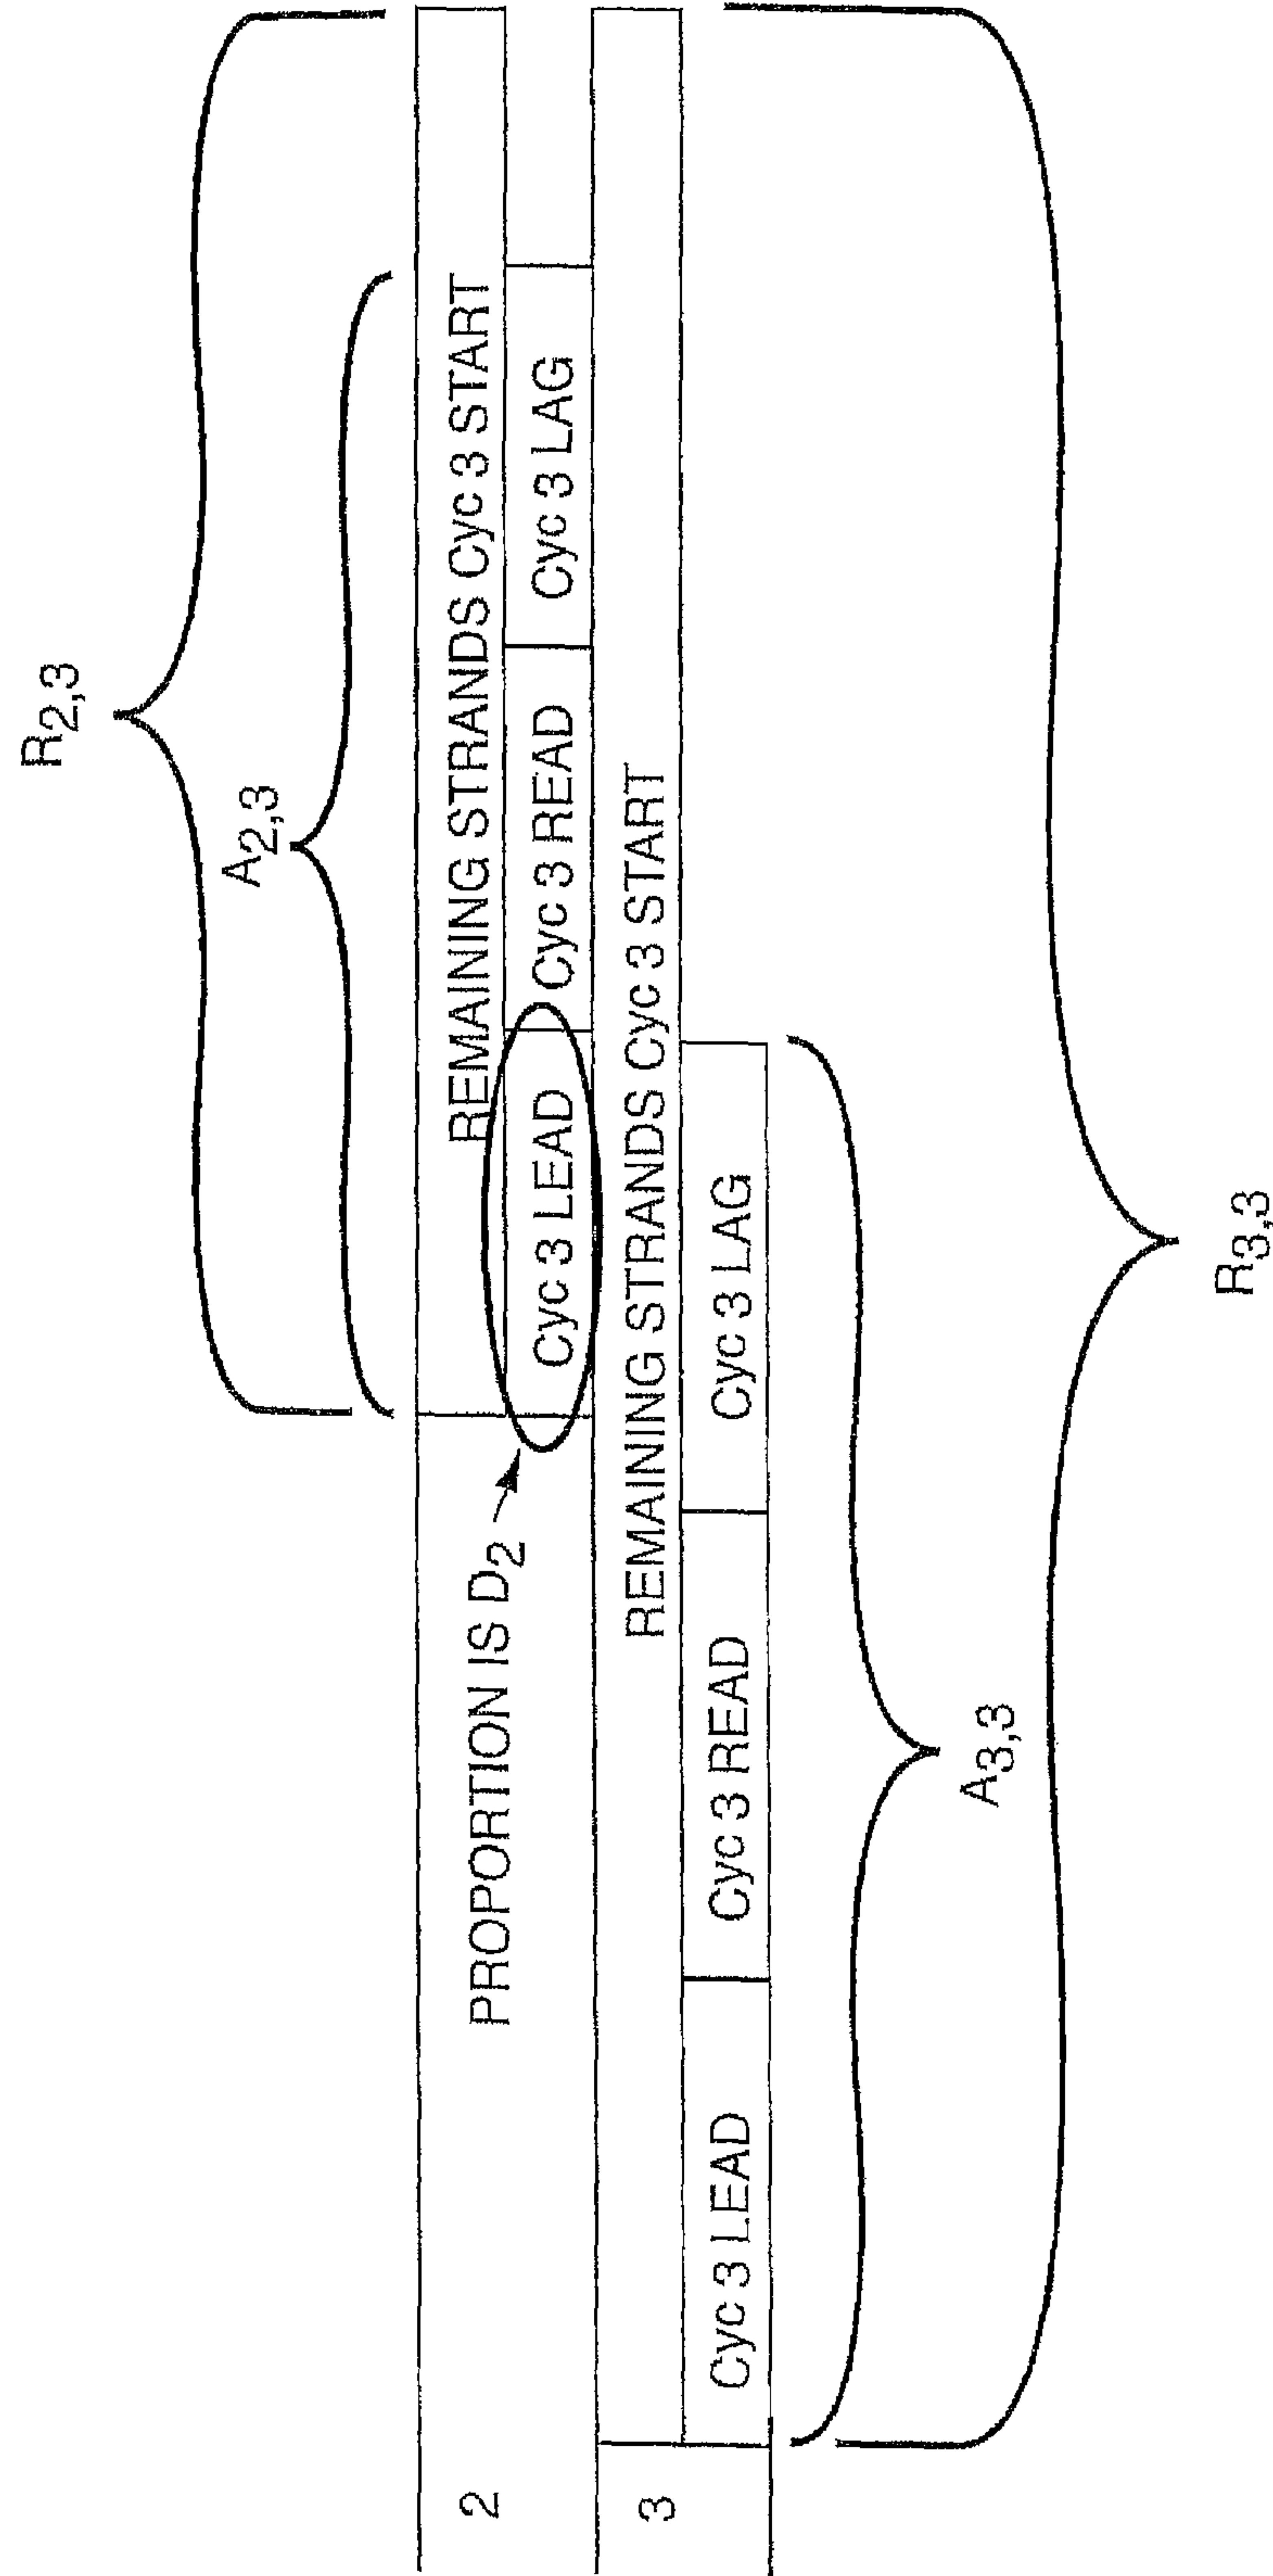 R2,3
A2,3
2
REMAINING STRANDS Cyc 3 START
PROPORTION IS D2
Cyc 3 LEAD
Cyc 3 READ
Cyc 3 LAG
3
REMAINING STRANDS Cyc 3 START
Cyc 3 LEAD
Cyc 3 READ
Cyc 3 LAG
A3,3
R3,3